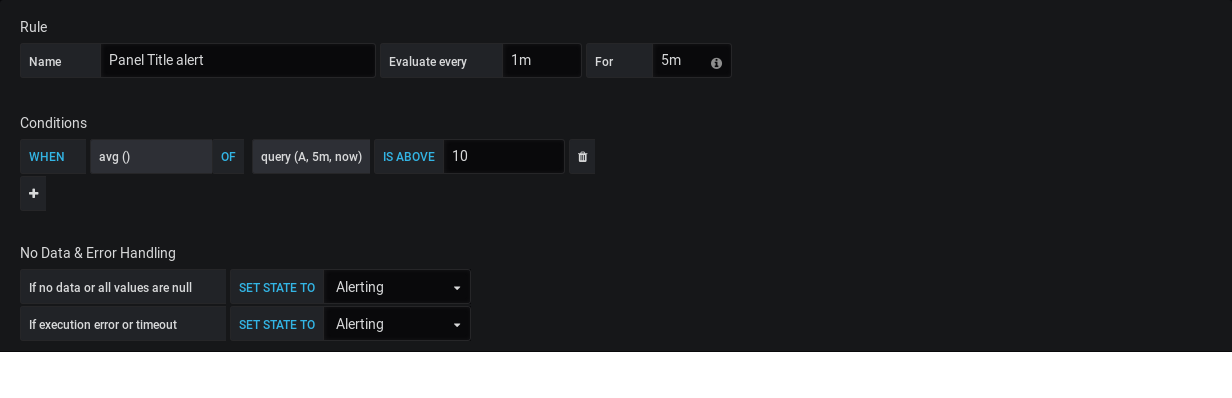 Rule
Name Panel Title alert Evaluate every 1m For 5m
Conditions
WHEN avg () OF query (A, 5m, now) IS ABOVE 10
No Data & Error Handling
If no data or all values are null SET STATE TO Alerting
If execution error or timeout SET STATE TO Alerting